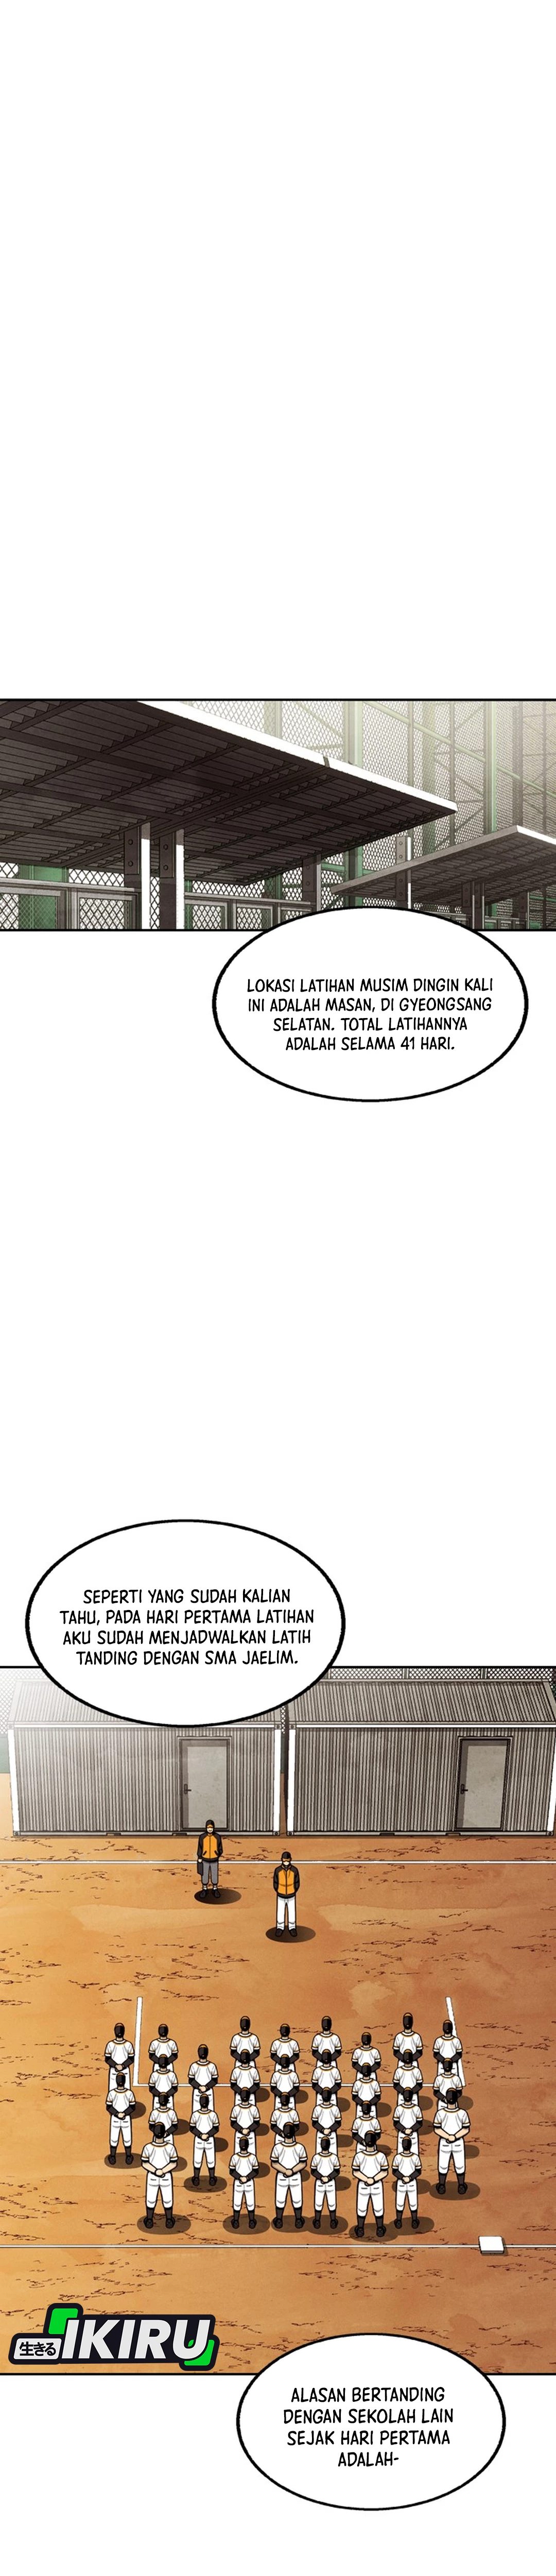 LOKASI LATIHAN MUSIM DINGIN KALI
INI ADALAH MASAN, DI GYEONGSANG
SELATAN. TOTAL LATIHANNYA
ADALAH SELAMA 41 HARI.
SEPERTI YANG SUDAH KALIAN
TAHU, PADA HARI PERTAMA LATIHAN
AKU SUDAH MENJADWALKAN LATIH
TANDING DENGAN SMA JAELIM.
生きる IKIRU
ALASAN BERTANDING
DENGAN SEKOLAH LAIN
SEJAK HARI PERTAMA
ADALAH-